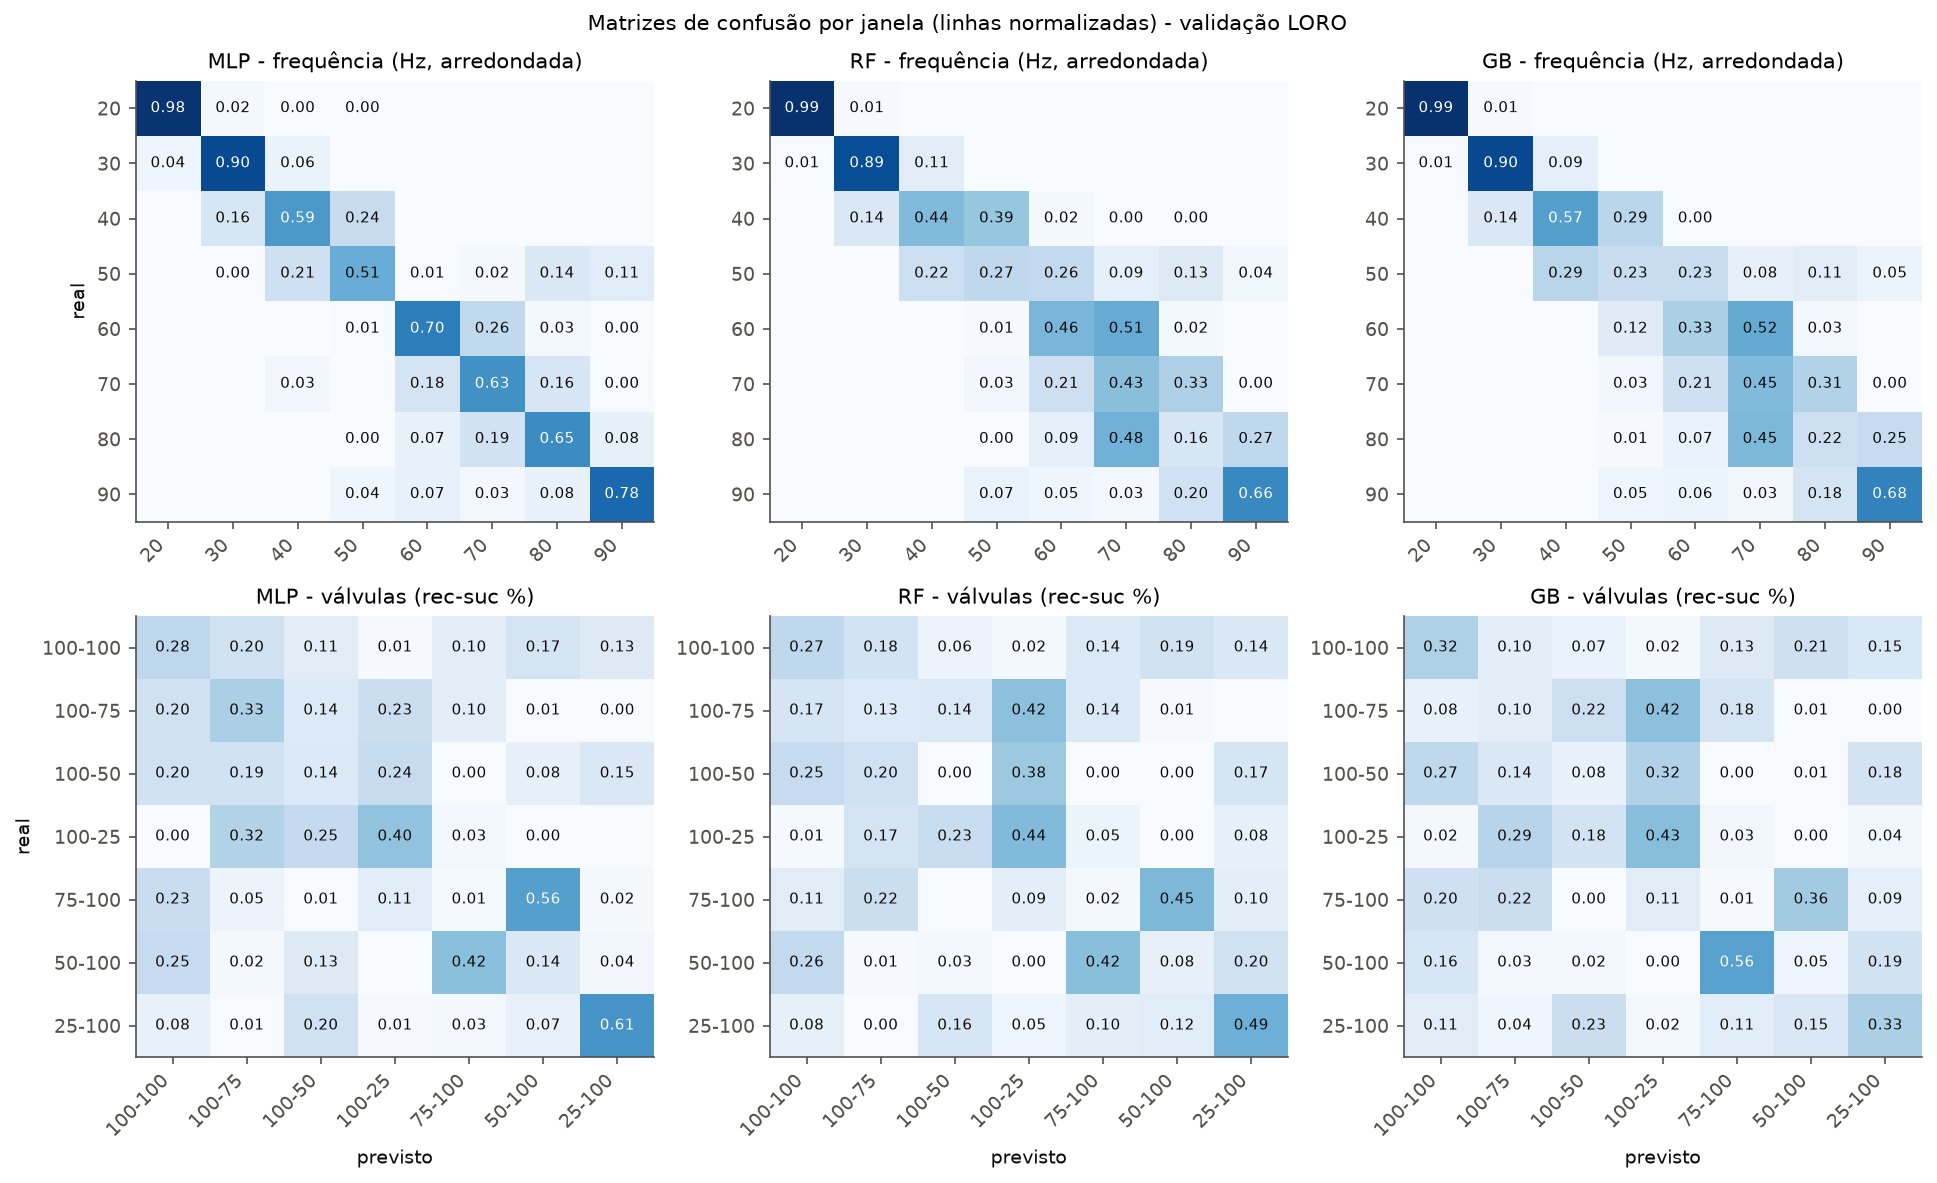 Matrizes de confusão por janela (linhas normalizadas) - validação LORO
MLP - frequência (Hz, arredondada)
real
20 0.98 0.02 0.00 0.00
30 0.04 0.90 0.06
40 0.16 0.59 0.24
50 0.00 0.21 0.51 0.01 0.02 0.14 0.11
60 0.01 0.70 0.26 0.03 0.00
70 0.03 0.18 0.63 0.16 0.00
80 0.00 0.07 0.19 0.65 0.08
90 0.04 0.07 0.03 0.08 0.78
20 30 40 50 60 70 80 90
RF - frequência (Hz, arredondada)
20 0.99 0.01
30 0.01 0.89 0.11
40 0.14 0.44 0.39 0.02 0.00 0.00
50 0.22 0.27 0.26 0.09 0.13 0.04
60 0.01 0.46 0.51 0.02
70 0.03 0.21 0.43 0.33 0.00
80 0.00 0.09 0.48 0.16 0.27
90 0.07 0.05 0.03 0.20 0.66
20 30 40 50 60 70 80 90
GB - frequência (Hz, arredondada)
20 0.99 0.01
30 0.01 0.90 0.09
40 0.14 0.57 0.29 0.00
50 0.29 0.23 0.23 0.08 0.11 0.05
60 0.12 0.33 0.52 0.03
70 0.03 0.21 0.45 0.31 0.00
80 0.01 0.07 0.45 0.22 0.25
90 0.05 0.06 0.03 0.18 0.68
20 30 40 50 60 70 80 90
MLP - válvulas (rec-suc %)
real
100-100 0.28 0.20 0.11 0.01 0.10 0.17 0.13
100-75 0.20 0.33 0.14 0.23 0.10 0.01 0.00
100-50 0.20 0.19 0.14 0.24 0.00 0.08 0.15
100-25 0.00 0.32 0.25 0.40 0.03 0.00
75-100 0.23 0.05 0.01 0.11 0.01 0.56 0.02
50-100 0.25 0.02 0.13 0.42 0.14 0.04
25-100 0.08 0.01 0.20 0.01 0.03 0.07 0.61
100-100 100-75 100-50 100-25 75-100 50-100 25-100
previsto
RF - válvulas (rec-suc %)
100-100 0.27 0.18 0.06 0.02 0.14 0.19 0.14
100-75 0.17 0.13 0.14 0.42 0.14 0.01
100-50 0.25 0.20 0.00 0.38 0.00 0.00 0.17
100-25 0.01 0.17 0.23 0.44 0.05 0.00 0.08
75-100 0.11 0.22 0.09 0.02 0.45 0.10
50-100 0.26 0.01 0.03 0.00 0.42 0.08 0.20
25-100 0.08 0.00 0.16 0.05 0.10 0.12 0.49
100-100 100-75 100-50 100-25 75-100 50-100 25-100
previsto
GB - válvulas (rec-suc %)
100-100 0.32 0.10 0.07 0.02 0.13 0.21 0.15
100-75 0.08 0.10 0.22 0.42 0.18 0.01 0.00
100-50 0.27 0.14 0.08 0.32 0.00 0.01 0.18
100-25 0.02 0.29 0.18 0.43 0.03 0.00 0.04
75-100 0.20 0.22 0.00 0.11 0.01 0.36 0.09
50-100 0.16 0.03 0.02 0.00 0.56 0.05 0.19
25-100 0.11 0.04 0.23 0.02 0.11 0.15 0.33
100-100 100-75 100-50 100-25 75-100 50-100 25-100
previsto